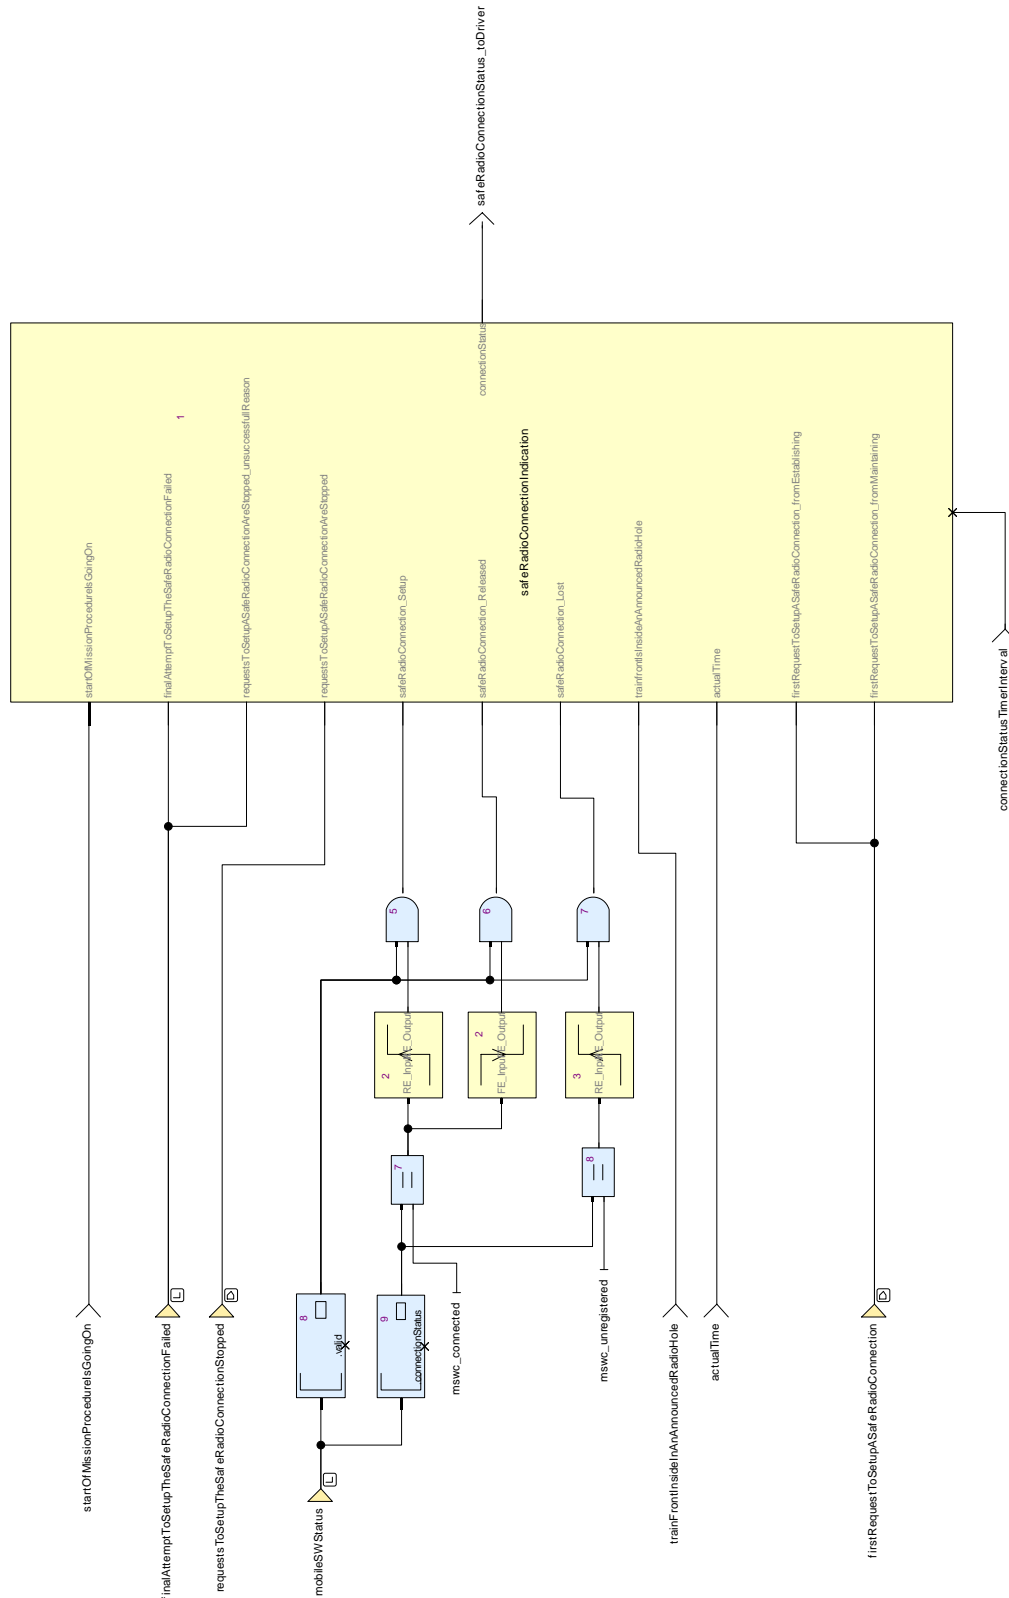 safeRadioConnectionStatus_toDriver
connectionStatus
1
safeRadioConnectionIndication
startOfMissionProcedureIsGoingOn
finalAttemptToSetupTheSafeRadioConnectionFailed
requestsToSetupASafeRadioConnectionAreStopped_unsuccessfullReason
requestsToSetupASafeRadioConnectionAreStopped
safeRadioConnection_Setup
safeRadioConnection_Released
safeRadioConnection_Lost
trainfrontIsInsideAnAnnouncedRadioHole
actualTime
firstRequestToSetupASafeRadioConnection_fromEstablishing
firstRequestToSetupASafeRadioConnection_fromMaintaining
connectionStatusTimerInterval
5
6
7
2
RE_Input
RE_Output
2
FE_Input
FE_Output
3
RE_Input
RE_Output
7
8
L
D
8
.valid
9
.connectionStatus
L
D
mswc_connected
mswc_unregistered
startOfMissionProcedureIsGoingOn
finalAttemptToSetupTheSafeRadioConnectionFailed
requestsToSetupTheSafeRadioConnectionStopped
mobileSWStatus
trainFrontInsideInAnAnnouncedRadioHole
actualTime
firstRequestToSetupASafeRadioConnection